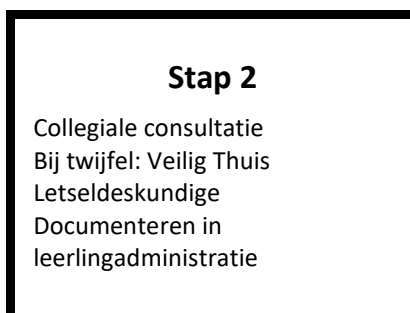 Stap 2
Collegiale consultatie
Bij twijfel: Veilig Thuis
Letseldeskundige
Documenteren in
leerlingadministratie